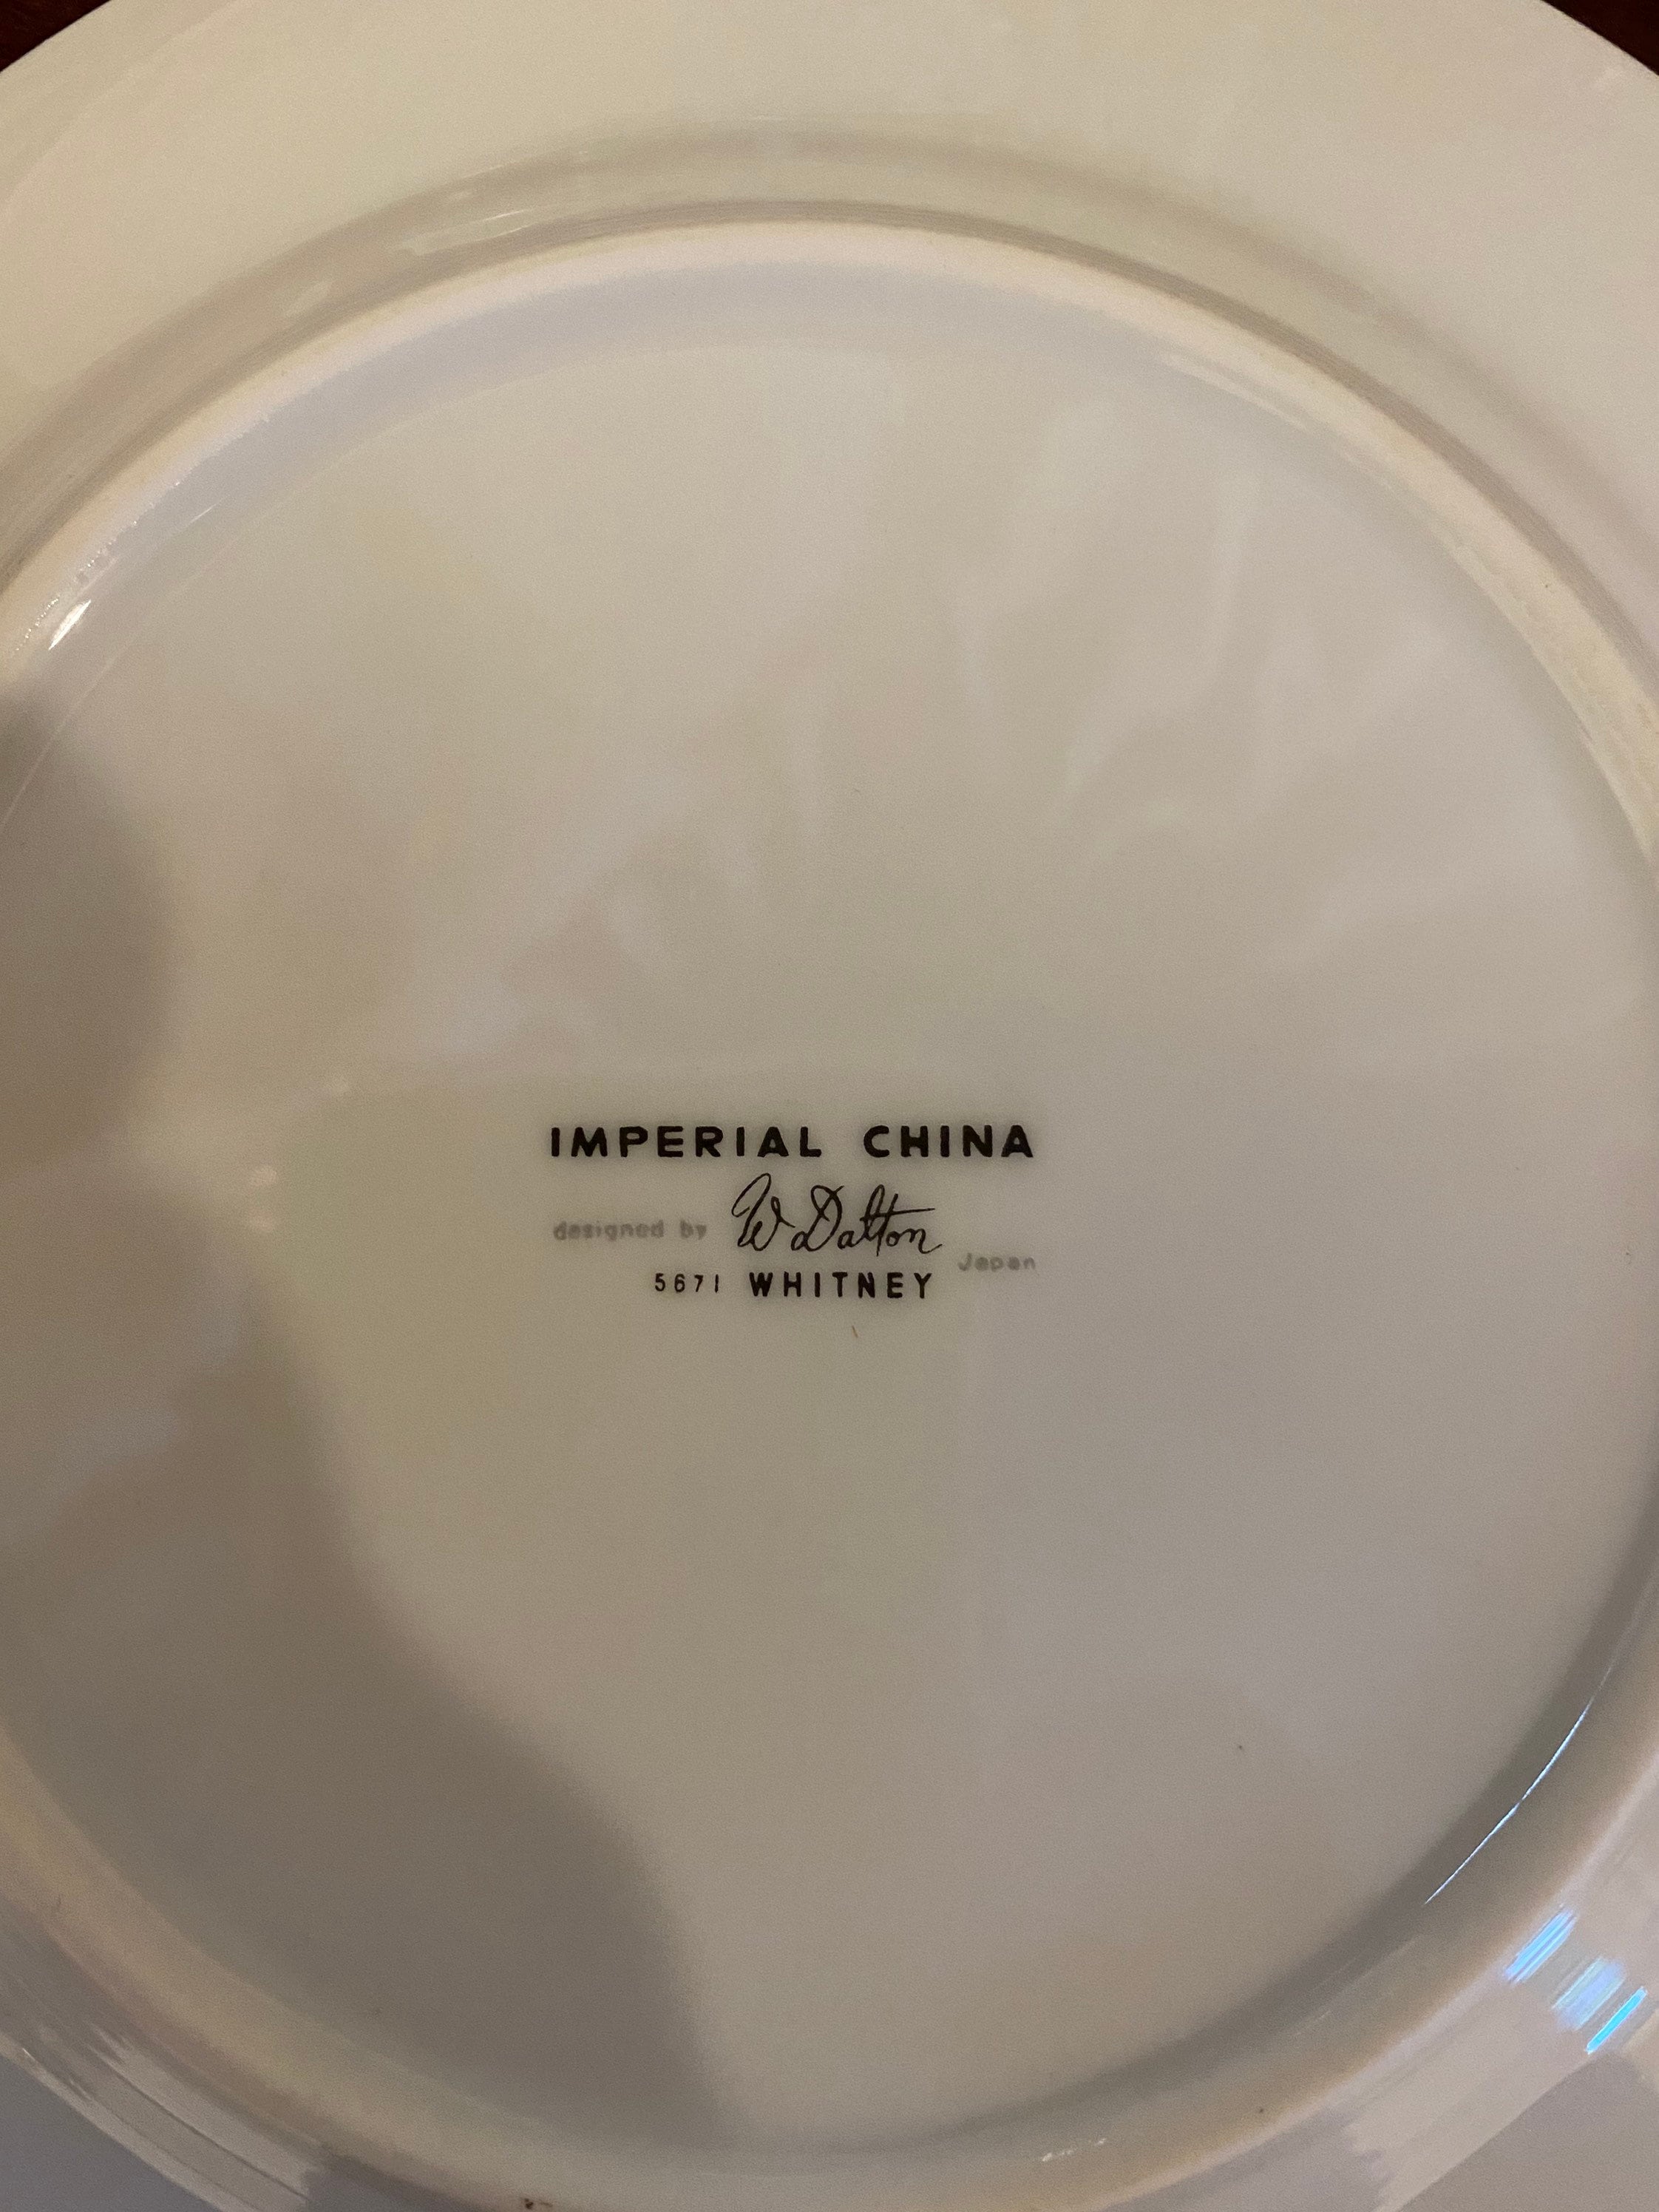 IMPERIAL CHINA
designed by W Dalton Japan
5671 WHITNEY